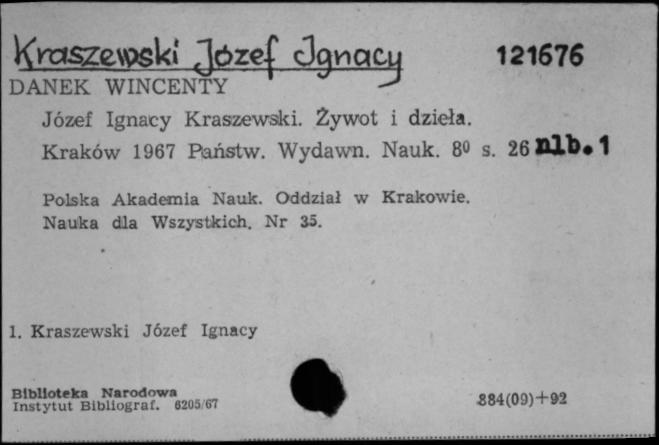 Kraszewski Józef Ignacy 121676
DANEK WINCENTY
Józef Ignacy Kraszewski. Żywot i dzieła.
Kraków 1967 Państw. Wydawn. Nauk. 8⁰ s. 26 nlb. 1
Polska Akademia Nauk. Oddział w Krakowie.
Nauka dla Wszystkich. Nr 35.
1. Kraszewski Józef Ignacy
Biblioteka Narodowa
Instytut Bibliograf. 6205/67
884(09)+92